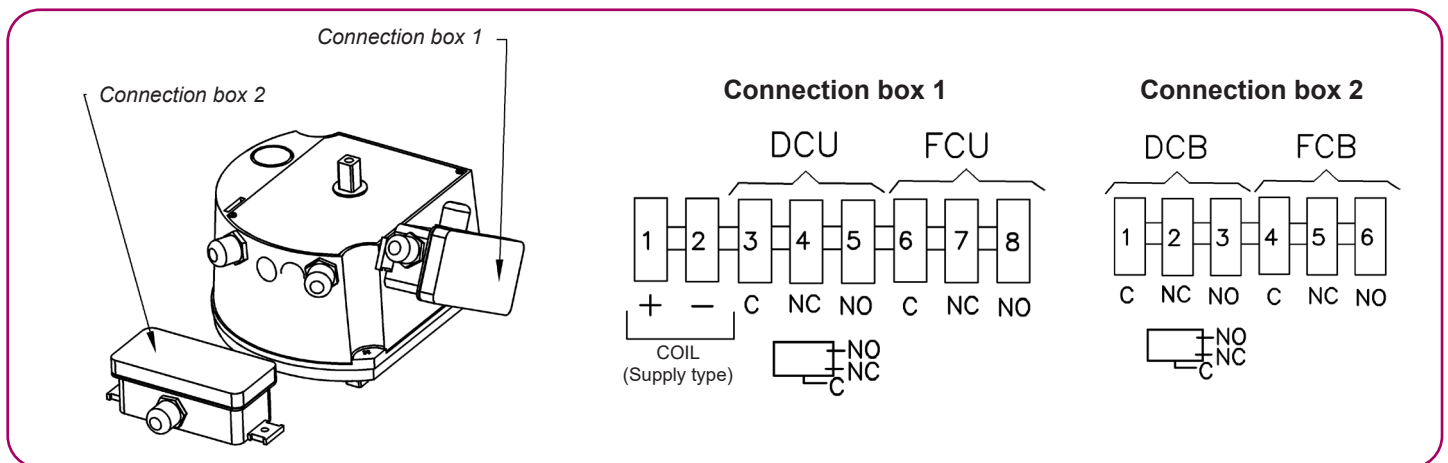 Connection box 1
Connection box 2
Connection box 1
DCU FCU
1 2 3 4 5 6 7 8
+ − C NC NO C NC NO
COIL
(Supply type)
NO
NC
C
Connection box 2
DCB FCB
1 2 3 4 5 6
C NC NO C NC NO
NO
NC
C